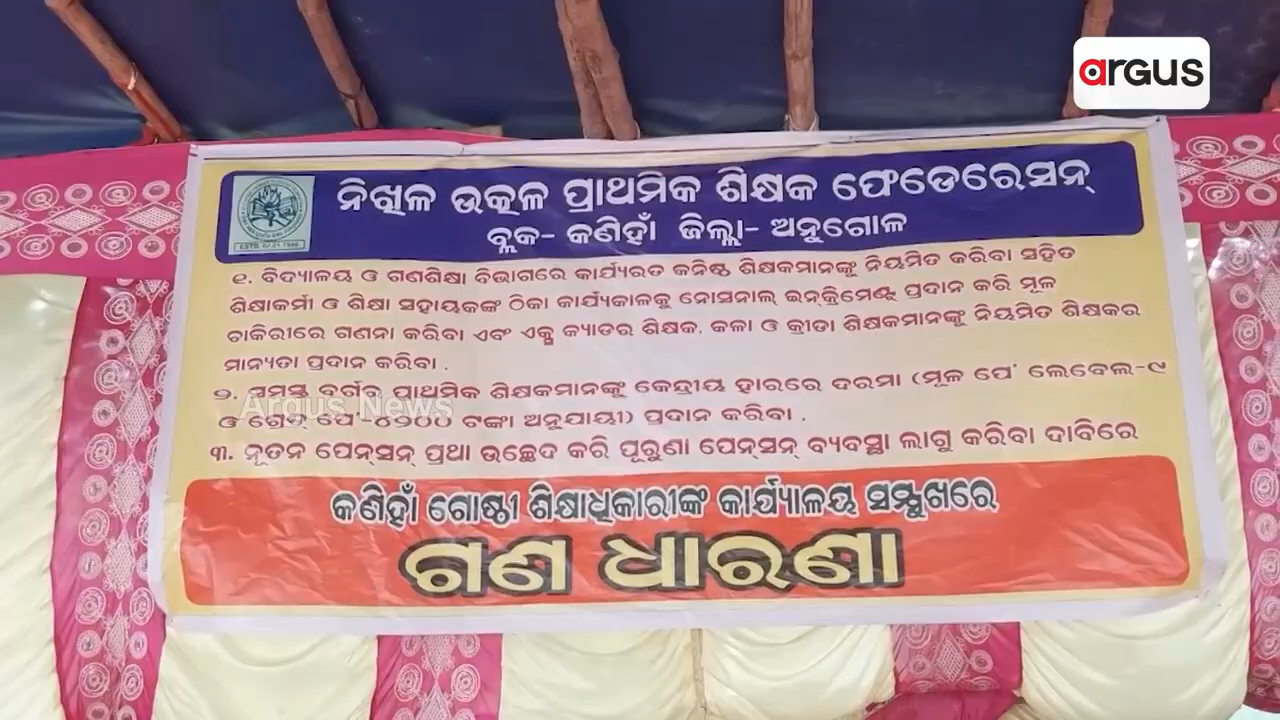 argus
ନିଖିଳ ଉତ୍କଳ ପ୍ରାଥମିକ ଶିକ୍ଷକ ଫେଡେରେସନ୍
ବ୍ଲକ- କଣିହାଁ ଜିଲ୍ଲା- ଅନୁଗୋଳ
୧. ବିଦ୍ୟାଳୟ ଓ ଗଣଶିକ୍ଷା ବିଭାଗରେ କାର୍ଯ୍ୟରତ କନିଷ୍ଠ ଶିକ୍ଷକମାନଙ୍କୁ ନିୟମିତ କରିବା ସହିତ
ଶିକ୍ଷାକର୍ମୀ ଓ ଶିକ୍ଷା ସହାୟକଙ୍କ ଠିକା କାର୍ଯ୍ୟକାଳକୁ ନୋସନାଲ୍ ଇନ୍‌କ୍ରିମେଣ୍ଟ ପ୍ରଦାନ କରି ମୂଳ
ଚାକିରୀରେ ଗଣନା କରିବା ଏବଂ ଏକ୍ସ କ୍ୟାଡର ଶିକ୍ଷକ, କଳା ଓ କ୍ରୀଡା ଶିକ୍ଷକମାନଙ୍କୁ ନିୟମିତ ଶିକ୍ଷକର
ମାନ୍ୟତା ପ୍ରଦାନ କରିବା .
୨. ସମସ୍ତ ବର୍ଗର ପ୍ରାଥମିକ ଶିକ୍ଷକମାନଙ୍କୁ କେନ୍ଦ୍ରୀୟ ହାରରେ ଦରମା (ମୂଳ ପେ' ଲେବେଲ-୯
ଓ ଗ୍ରେଡ୍ ପେ'-୪୨୦୦ ଟଙ୍କା ଅନୁଯାୟୀ) ପ୍ରଦାନ କରିବା .
Argus News
୩. ନୂତନ ପେନ୍‌ସନ୍ ପ୍ରଥା ଉଚ୍ଛେଦ କରି ପୂରୁଣା ପେନ୍‌ସନ୍ ବ୍ୟବସ୍ଥା ଲାଗୁ କରିବା ଦାବିରେ
କଣିହାଁ ଗୋଷ୍ଠୀ ଶିକ୍ଷାଧିକାରୀଙ୍କ କାର୍ଯ୍ୟାଳୟ ସମ୍ମୁଖରେ
ଗଣ ଧାରଣା